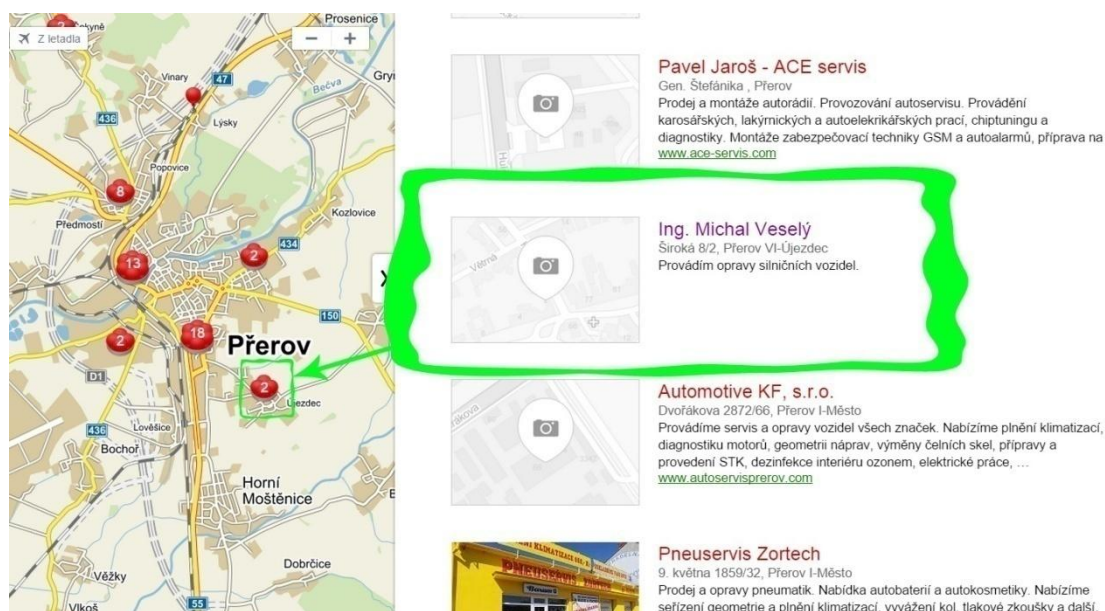 Čekyně
2
Z letadla
Prosenice
− +
Vinary
47
Bečva
Gry
436
Lýsky
Popovice
8
Předmostí
Kozlovice
434
2
13
X
150
18
2
Přerov
2
Újezdec
D1
436
Lověšice
Bochoř
Horní
Moštěnice
Dobrčice
Věžky
Vlkoš
55
Pavel Jaroš - ACE servis
Gen. Štefánika , Přerov
Prodej a montáže autorádií. Provozování autoservisu. Provádění
karosářských, lakýrnických a autoelekrikářských prací, chiptuningu a
diagnostiky. Montáže zabezpečovací techniky GSM a autoalarmů, příprava na
www.ace-servis.com
Větrná
Ing. Michal Veselý
Široká 8/2, Přerov VI-Újezdec
Provádím opravy silničních vozidel.
Automotive KF, s.r.o.
Dvořákova 2872/66, Přerov I-Město
Provádíme servis a opravy vozidel všech značek. Nabízíme plnění klimatizací,
diagnostiku motorů, geometrii náprav, výměny čelních skel, přípravy a
provedení STK, dezinfekce interiéru ozonem, elektrické práce, …
www.autoservisprerov.com
PNEUSERVIS
Pneuservis Zortech
9. května 1859/32, Přerov I-Město
Prodej a opravy pneumatik. Nabídka autobaterií a autokosmetiky. Nabízíme
seřízení geometrie a plnění klimatizací, vyvážení kol, tlakové zkoušky a další